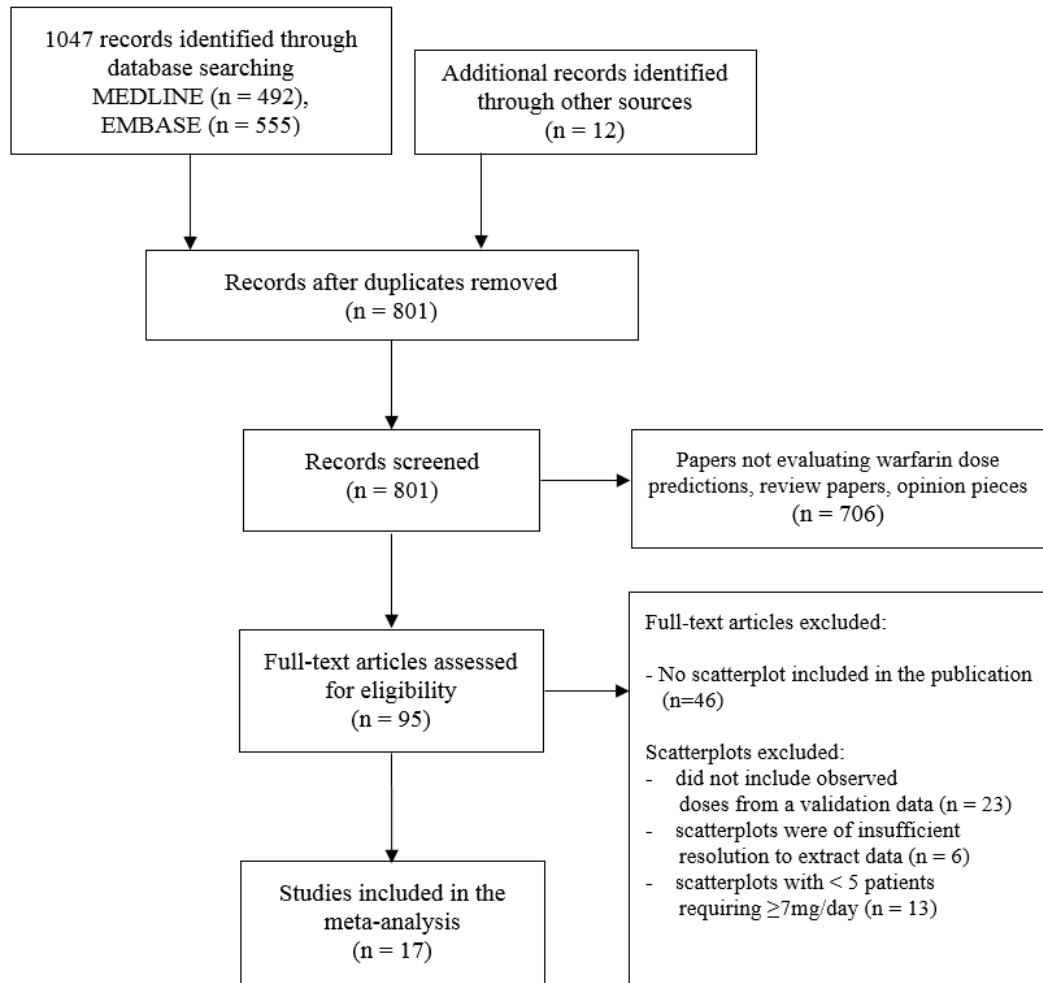 1047 records identified through
database searching
MEDLINE (n = 492),
EMBASE (n = 555)
Additional records identified
through other sources
(n = 12)
Records after duplicates removed
(n = 801)
Records screened
(n = 801)
Papers not evaluating warfarin dose
predictions, review papers, opinion pieces
(n = 706)
Full-text articles assessed
for eligibility
(n = 95)
Full-text articles excluded:
- No scatterplot included in the publication
(n=46)
Scatterplots excluded:
- did not include observed
doses from a validation data (n = 23)
- scatterplots were of insufficient
resolution to extract data (n = 6)
- scatterplots with < 5 patients
requiring ≥7mg/day (n = 13)
Studies included in the
meta-analysis
(n = 17)